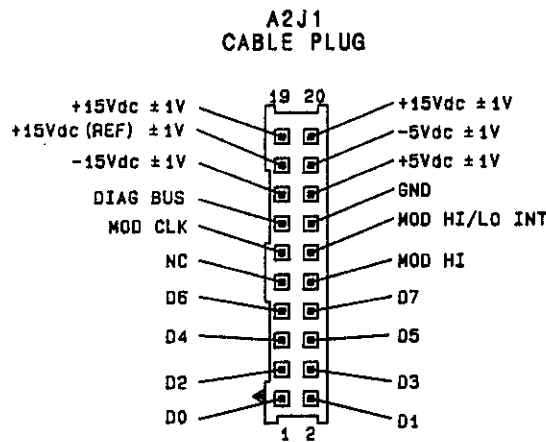 A2J1
CABLE PLUG
19 20
+15Vdc ±1V
+15Vdc ±1V
+15Vdc (REF) ±1V
-5Vdc ±1V
-15Vdc ±1V
+5Vdc ±1V
DIAG BUS
GND
MOD CLK
MOD HI/LO INT
NC
MOD HI
D6
D7
D4
D5
D2
D3
D0
D1
1 2